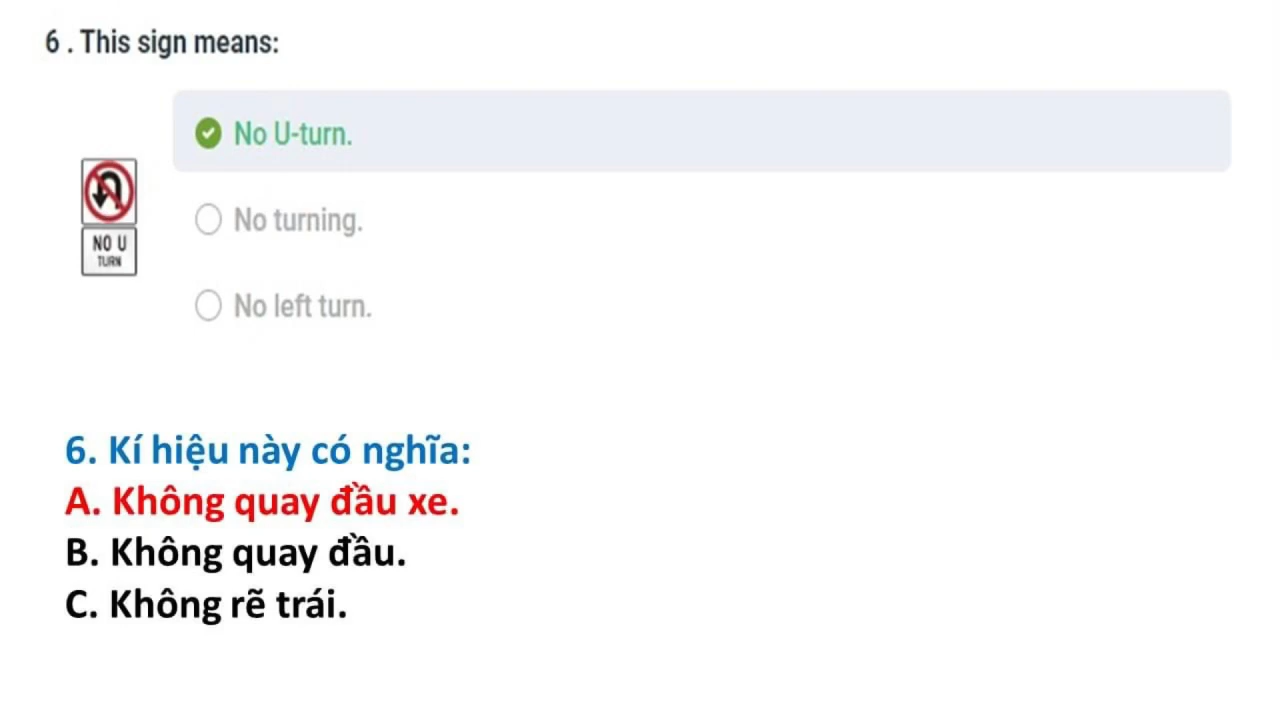 6 . This sign means:
No U-turn.
No turning.
NO U
TURN
No left turn.
6. Kí hiệu này có nghĩa:
A. Không quay đầu xe.
B. Không quay đầu.
C. Không rẽ trái.